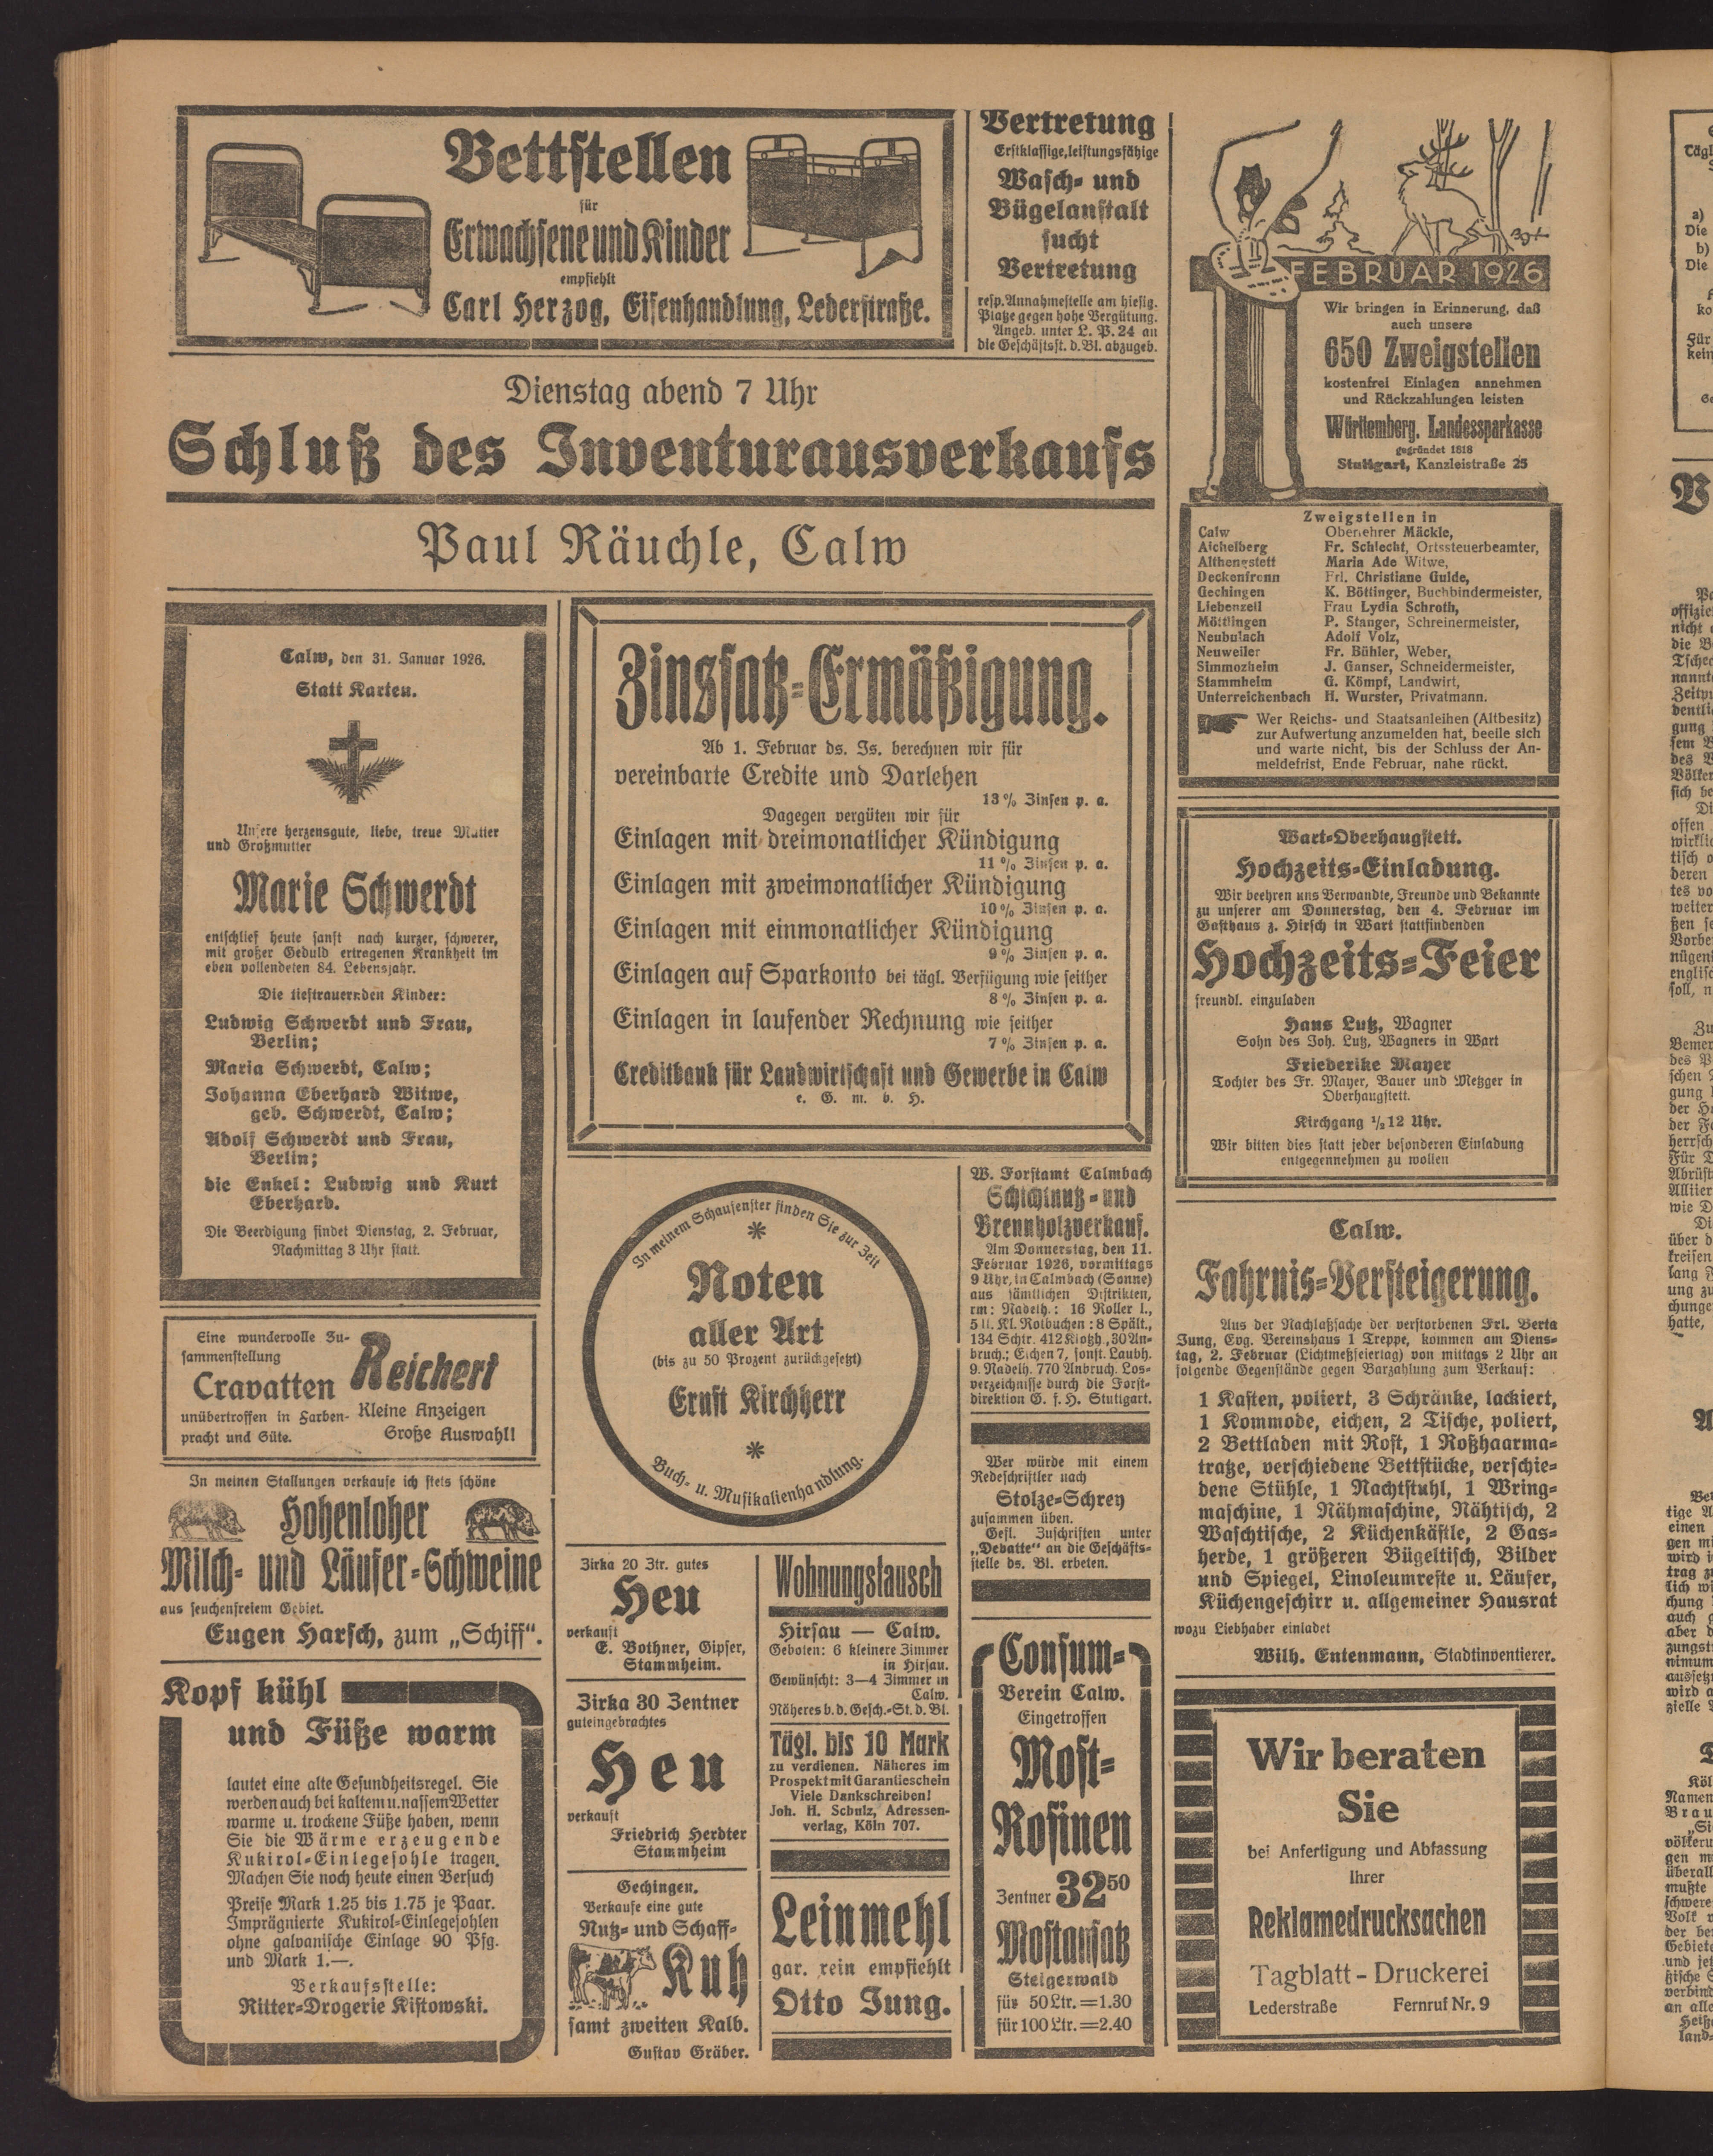 Bettstellen
für
Erwachsene und Kinder
empfiehlt
Carl Herzog, Eisenhandlung, Lederstraße.
Vertretung
Erstklassige, leistungsfähige
Wasch- und
Bügelanstalt
sucht
Vertretung
resp. Annahmestelle am hiesig.
Platze gegen hohe Vergütung.
Angeb. unter L. P. 24 an
die Geschäftsst. d. Bl. abzugeb.
Dienstag abend 7 Uhr
Schluß des Inventurausverkaufs
Paul Räuchle, Calw
Calw, den 31. Januar 1926.
Statt Karten.
Unsere herzensgute, liebe, treue Mutter
und Großmutter
Marie Schwerdt
entschlief heute sanft nach kurzer, schwerer,
mit großer Geduld ertragenen Krankheit im
eben vollendeten 84. Lebensjahr.
Die tieftrauernden Kinder:
Ludwig Schwerdt und Frau,
Berlin;
Maria Schwerdt, Calw;
Johanna Eberhard Witwe,
geb. Schwerdt, Calw;
Adolf Schwerdt und Frau,
Berlin;
die Enkel: Ludwig und Kurt
Eberhard.
Die Beerdigung findet Dienstag, 2. Februar,
Nachmittag 3 Uhr statt.
Eine wundervolle Zu-
sammenstellung
Cravatten
unübertroffen in Farben-
pracht und Güte.
Reichert
Kleine Anzeigen
Große Auswahl!
In meinen Stallungen verkaufe ich stets schöne
Hohenloher
Milch- und Läufer-Schweine
aus seuchenfreiem Gebiet.
Eugen Harsch, zum „Schiff“.
Kopf kühl
und Füße warm
lautet eine alte Gesundheitsregel. Sie
werden auch bei kaltem u. nassem Wetter
warme u. trockene Füße haben, wenn
Sie die Wärme erzeugende
Kukirol-Einlegesohle tragen.
Machen Sie noch heute einen Versuch
Preise Mark 1.25 bis 1.75 je Paar.
Imprägnierte Kukirol-Einlegesohlen
ohne galvanische Einlage 90 Pfg.
und Mark 1.—.
Verkaufsstelle:
Ritter-Drogerie Kistowski.
Zinssatz-Ermäßigung.
Ab 1. Februar ds. Js. berechnen wir für
vereinbarte Credite und Darlehen
13% Zinsen p. a.
Dagegen vergüten wir für
Einlagen mit dreimonatlicher Kündigung
11% Zinsen p. a.
Einlagen mit zweimonatlicher Kündigung
10% Zinsen p. a.
Einlagen mit einmonatlicher Kündigung
9% Zinsen p. a.
Einlagen auf Sparkonto bei tägl. Verfügung wie seither
8% Zinsen p. a.
Einlagen in laufender Rechnung wie seither
7% Zinsen p. a.
Creditbank für Landwirtschaft und Gewerbe in Calw
e. G. m. b. H.
In meinem Schaufenster finden Sie zur Zeit
Noten
aller Art
(bis zu 50 Prozent zurückgesetzt)
Ernst Kirchherr
Buch- u. Musikalienhandlung.
Zirka 20 Ztr. gutes
Heu
verkauft
E. Bothner, Gipser,
Stammheim.
Zirka 30 Zentner
guteingebrachtes
Heu
verkauft
Friedrich Herdter
Stammheim
Gechingen.
Verkaufe eine gute
Nutz- und Schaff-
Kuh
samt zweiten Kalb.
Gustav Gräber.
Wohnungstausch
Hirsau — Calw.
Geboten: 6 kleinere Zimmer
in Hirsau.
Gewünscht: 3—4 Zimmer in
Calw.
Näheres b. d. Gesch.-St. d. Bl.
Tägl. bis 10 Mark
zu verdienen. Näheres im
Prospekt mit Garantieschein
Viele Dankschreiben!
Joh. H. Schulz, Adressen-
verlag, Köln 707.
Leinmehl
gar. rein empfiehlt
Otto Jung.
W. Forstamt Calmbach
Schichtnutz- und
Brennholzverkauf.
Am Donnerstag, den 11.
Februar 1926, vormittags
9 Uhr, in Calmbach (Sonne)
aus sämtlichen Distrikten,
rm: Nadelh.: 16 Roller I.,
5 II. Kl. Rotbuchen: 8 Spält.,
134 Schtr. 412 Klotzh., 30 An-
bruch.; Eichen 7, sonst. Laubh.
9. Nadelh. 770 Anbruch. Los-
verzeichnisse durch die Forst-
direktion G. f. H. Stuttgart.
Wer würde mit einem
Redeschriftler nach
Stolze-Schrey
zusammen üben.
Gefl. Zuschriften unter
„Debatte“ an die Geschäfts-
stelle ds. Bl. erbeten.
Consum-
Verein Calw.
Eingetroffen
Most-
Rosinen
Zentner 32 50
Mostansatz
Steigerwald
für 50 Ltr. = 1.30
für 100 Ltr. = 2.40
FEBRUAR 1926
Wir bringen in Erinnerung, daß
auch unsere
650 Zweigstellen
kostenfrei Einlagen annehmen
und Rückzahlungen leisten
Württemberg. Landessparkasse
gegründet 1818
Stuttgart, Kanzleistraße 25
Zweigstellen in
Calw Oberlehrer Mäckle,
Aichelberg Fr. Schlecht, Ortssteuerbeamter,
Althengstett Maria Ade Witwe,
Deckenfronn Frl. Christiane Gulde,
Gechingen K. Böttinger, Buchbindermeister,
Liebenzell Frau Lydia Schroth,
Möttlingen P. Stanger, Schreinermeister,
Neubulach Adolf Volz,
Neuweiler Fr. Bühler, Weber,
Simmozheim J. Ganser, Schneidermeister,
Stammheim G. Kömpf, Landwirt,
Unterreichenbach H. Wurster, Privatmann.
Wer Reichs- und Staatsanleihen (Altbesitz)
zur Aufwertung anzumelden hat, beeile sich
und warte nicht, bis der Schluss der An-
meldefrist, Ende Februar, nahe rückt.
Wart-Oberhaugstett.
Hochzeits-Einladung.
Wir beehren uns Verwandte, Freunde und Bekannte
zu unserer am Donnerstag, den 4. Februar im
Gasthaus z. Hirsch in Wart stattfindenden
Hochzeits-Feier
freundl. einzuladen
Hans Lutz, Wagner
Sohn des Joh. Lutz, Wagners in Wart
Friederike Mayer
Tochter des Fr. Mayer, Bauer und Metzger in
Oberhaugstett.
Kirchgang ½12 Uhr.
Wir bitten dies statt jeder besonderen Einladung
entgegennehmen zu wollen
Calw.
Fahrnis-Versteigerung.
Aus der Nachlaßsache der verstorbenen Frl. Berta
Jung, Evg. Vereinshaus 1 Treppe, kommen am Diens-
tag, 2. Februar (Lichtmeßfeiertag) von mittags 2 Uhr an
folgende Gegenstände gegen Barzahlung zum Verkauf:
1 Kasten, poliert, 3 Schränke, lackiert,
1 Kommode, eichen, 2 Tische, poliert,
2 Bettladen mit Rost, 1 Roßhaarma-
tratze, verschiedene Bettstücke, verschie-
dene Stühle, 1 Nachtstuhl, 1 Wring-
maschine, 1 Nähmaschine, Nähtisch, 2
Waschtische, 2 Küchenkästle, 2 Gas-
herde, 1 größeren Bügeltisch, Bilder
und Spiegel, Linoleumreste u. Läufer,
Küchengeschirr u. allgemeiner Hausrat
wozu Liebhaber einladet
Wilh. Entenmann, Stadtinventierer.
Wir beraten
Sie
bei Anfertigung und Abfassung
Ihrer
Reklamedrucksachen
Tagblatt - Druckerei
Lederstraße Fernruf Nr. 9